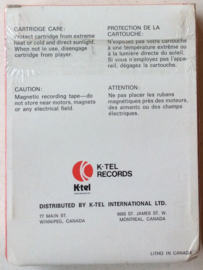 CARTRIDGE CARE:
Protect cartridge from extreme
heat or cold and direct sunlight.
When not in use, disengage
cartridge from player.
PROTECTION DE LA
CARTOUCHE:
N'exposez pas votre cartouche
à une température extrême ou
à la lumière directe du soleil.
Si vous n'employez pas l'appa-
reil, dégagez la cartouche.
CAUTION:
Magnetic recording tape—do
not store near motors, magnets
or any electrical field.
ATTENTION:
Ne pas placer les rubans
magnétiques près des moteurs,
des aimants ou des champs
électriques.
K-TEL
RECORDS
K-tel
DISTRIBUTED BY K-TEL INTERNATIONAL LTD.
77 MAIN ST.
WINNIPEG, CANADA
ST. JAMES ST. W.
MONTREAL, CANADA
LITHO IN CANADA